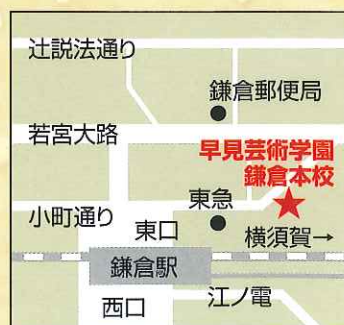 辻説法通り
鎌倉郵便局
若宮大路
早見芸術学園
鎌倉本校
東急
小町通り
東口
横須賀→
鎌倉駅
江ノ電
西口